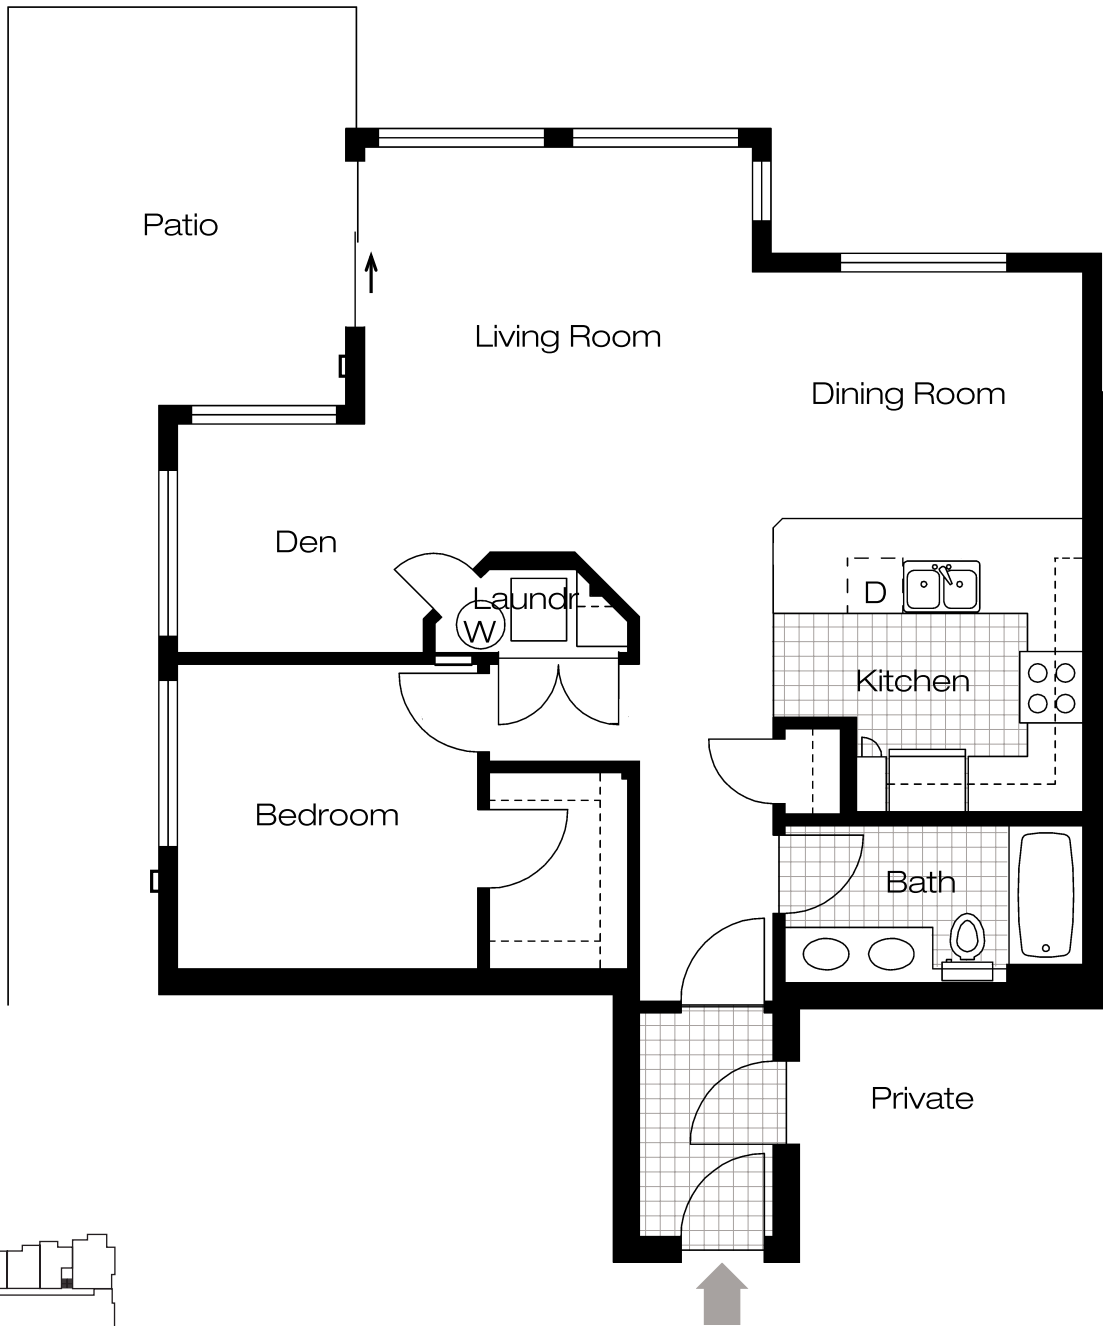 Patio
Living Room
Dining Room
Den
Laundr
D
W
Kitchen
Bedroom
Bath
Private